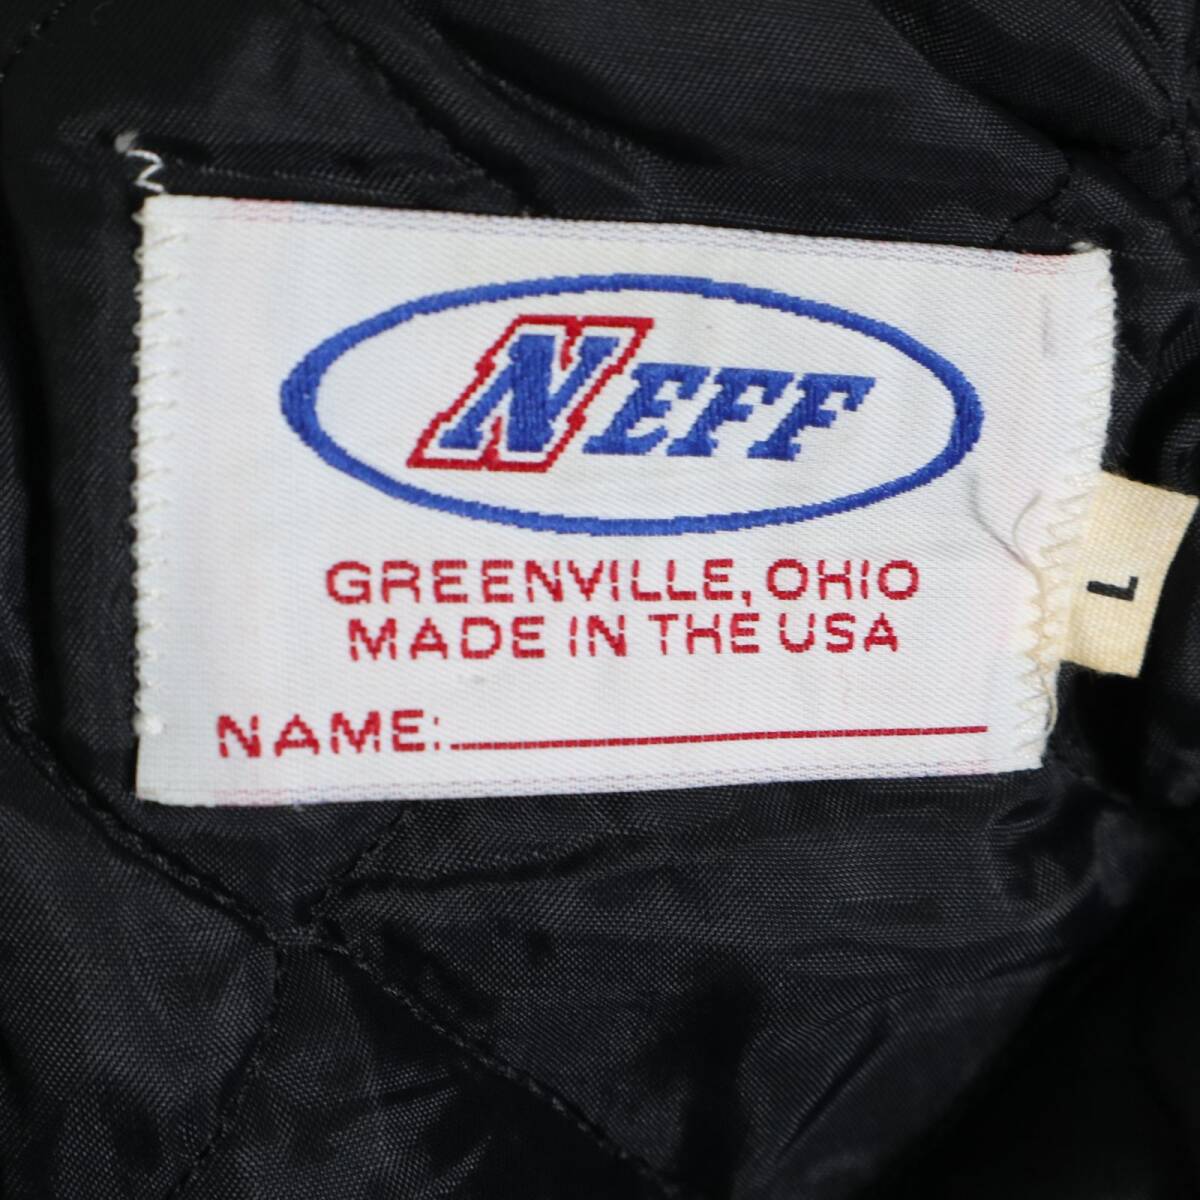 NEFF
GREENVILLE, OHIO
MADE IN THE USA
NAME:
L